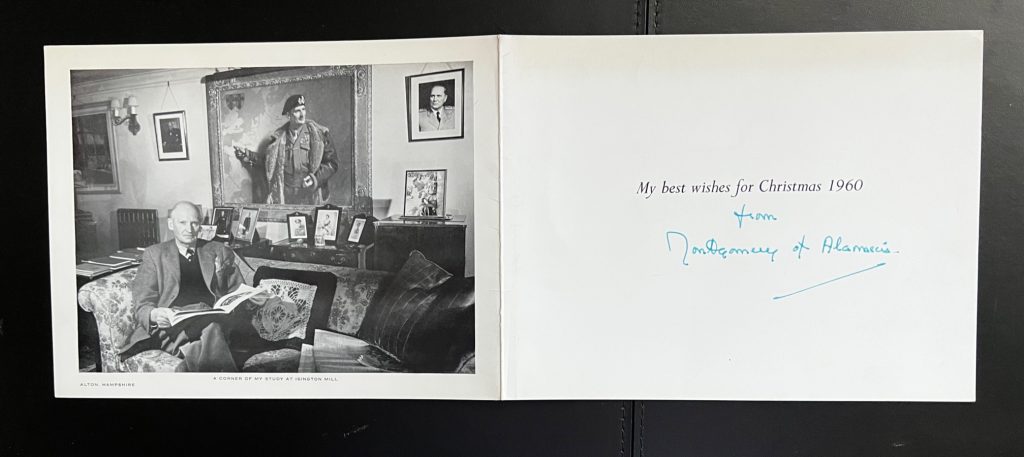 A CORNER OF MY STUDY AT ISINGTON MILL
ALTON, HAMPSHIRE
My best wishes for Christmas 1960
from
Montgomery of Alamein.